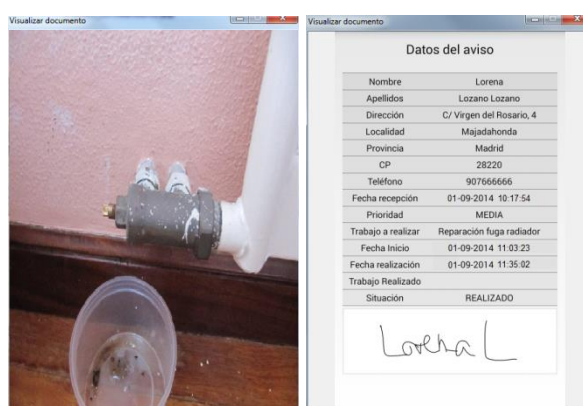 Visualizar documento
Visualizar documento
Datos del aviso
Nombre Lorena
Apellidos Lozano Lozano
Dirección C/ Virgen del Rosario, 4
Localidad Majadahonda
Provincia Madrid
CP 28220
Teléfono 907666666
Fecha recepción 01-09-2014 10:17:54
Prioridad MEDIA
Trabajo a realizar Reparación fuga radiador
Fecha Inicio 01-09-2014 11:03:23
Fecha realización 01-09-2014 11:35:02
Trabajo Realizado
Situación REALIZADO
Lorena L